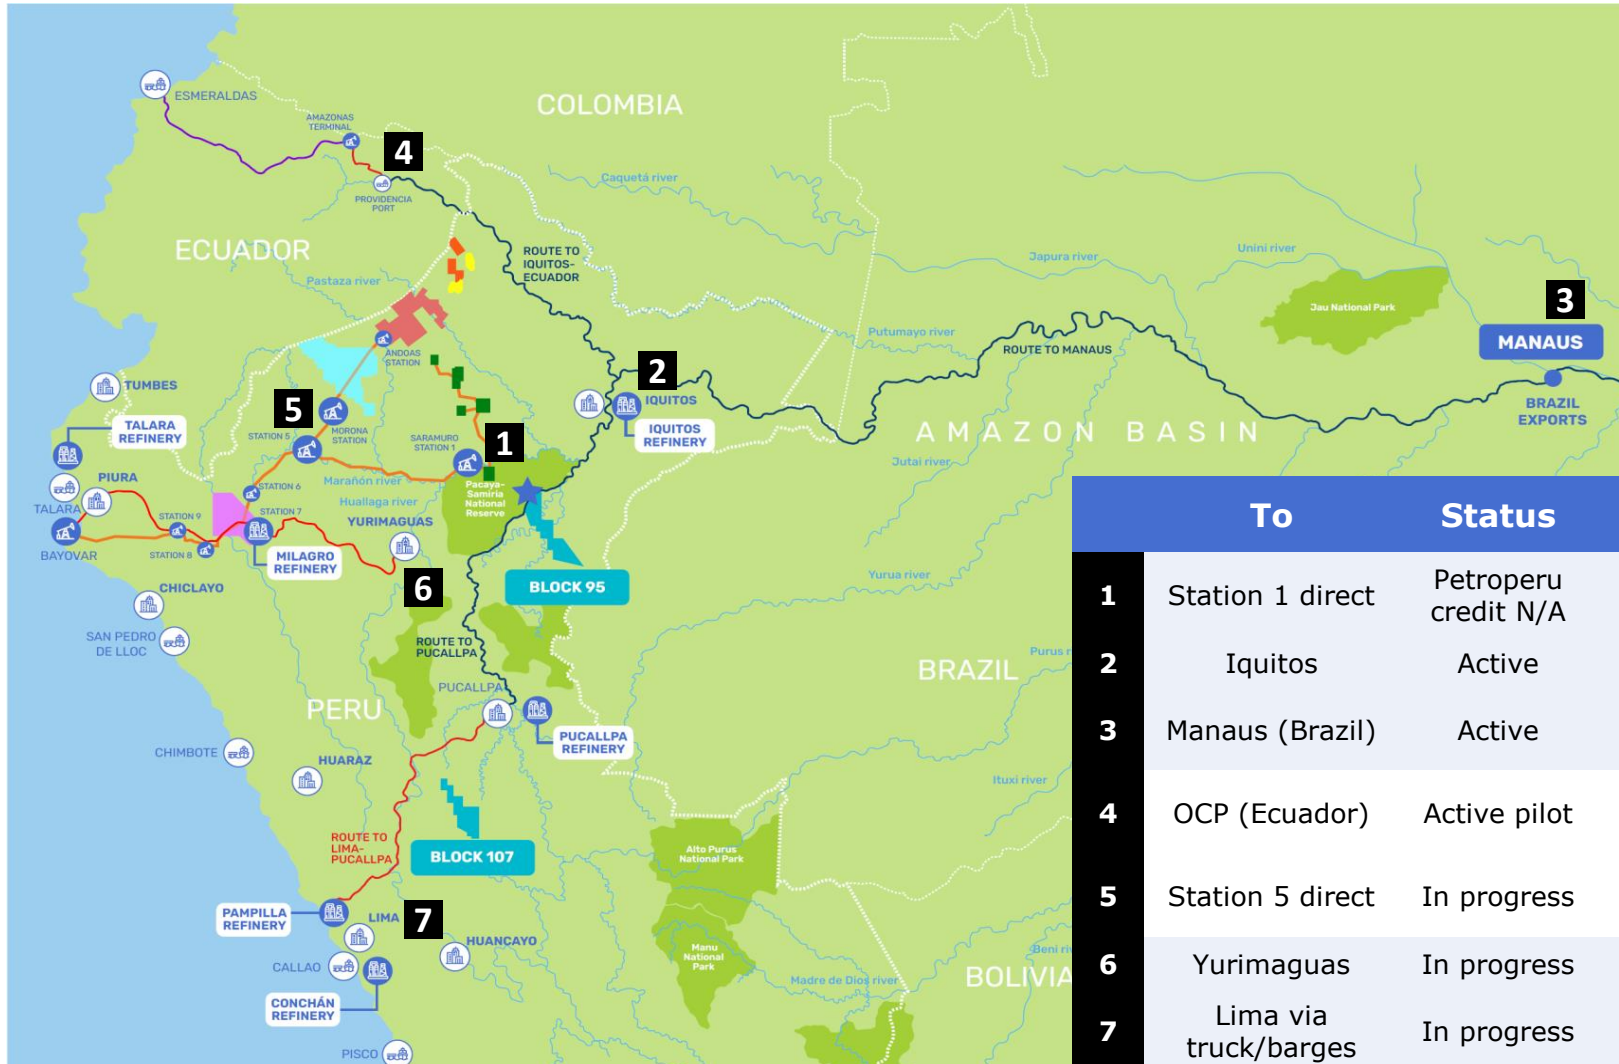 ESMERALDAS
AMAZONAS
TERMINAL
4
PROVIDENCIA
PORT
COLOMBIA
Caquetá river
ECUADOR
ROUTE TO
IQUITOS-
ECUADOR
Pastaza river
Japura river
Unini river
Jau National Park
3
MANAUS
BRAZIL
EXPORTS
Putumayo river
ROUTE TO MANAUS
ANDOAS
STATION
2
IQUITOS
IQUITOS
REFINERY
AMAZON BASIN
Jutai river
TUMBES
TALARA
REFINERY
5
MORONA
STATION
STATION 5
SARAMURO
STATION 1
1
Marañón river
Huallaga river
Pacaya-
Samiria
National
Reserve
PIURA
TALARA
BAYOVAR
STATION 6
STATION 9
STATION 7
STATION 8
YURIMAGUAS
MILAGRO
REFINERY
6
BLOCK 95
CHICLAYO
SAN PEDRO
DE LLOC
ROUTE TO
PUCALLPA
Yurua river
Purus r
BRAZIL
PERU
PUCALLPA
PUCALLPA
REFINERY
CHIMBOTE
HUARAZ
Ituxi river
ROUTE TO
LIMA-
PUCALLPA
BLOCK 107
Alto Purus
National Park
PAMPILLA
REFINERY
LIMA
7
HUANCAYO
Manu
National
Park
CALLAO
CONCHÁN
REFINERY
Madre de Dios river
Beni riv
BOLIVIA
PISCO
To Status
1 Station 1 direct Petroperu
credit N/A
2 Iquitos Active
3 Manaus (Brazil) Active
4 OCP (Ecuador) Active pilot
5 Station 5 direct In progress
6 Yurimaguas In progress
7 Lima via
truck/barges In progress